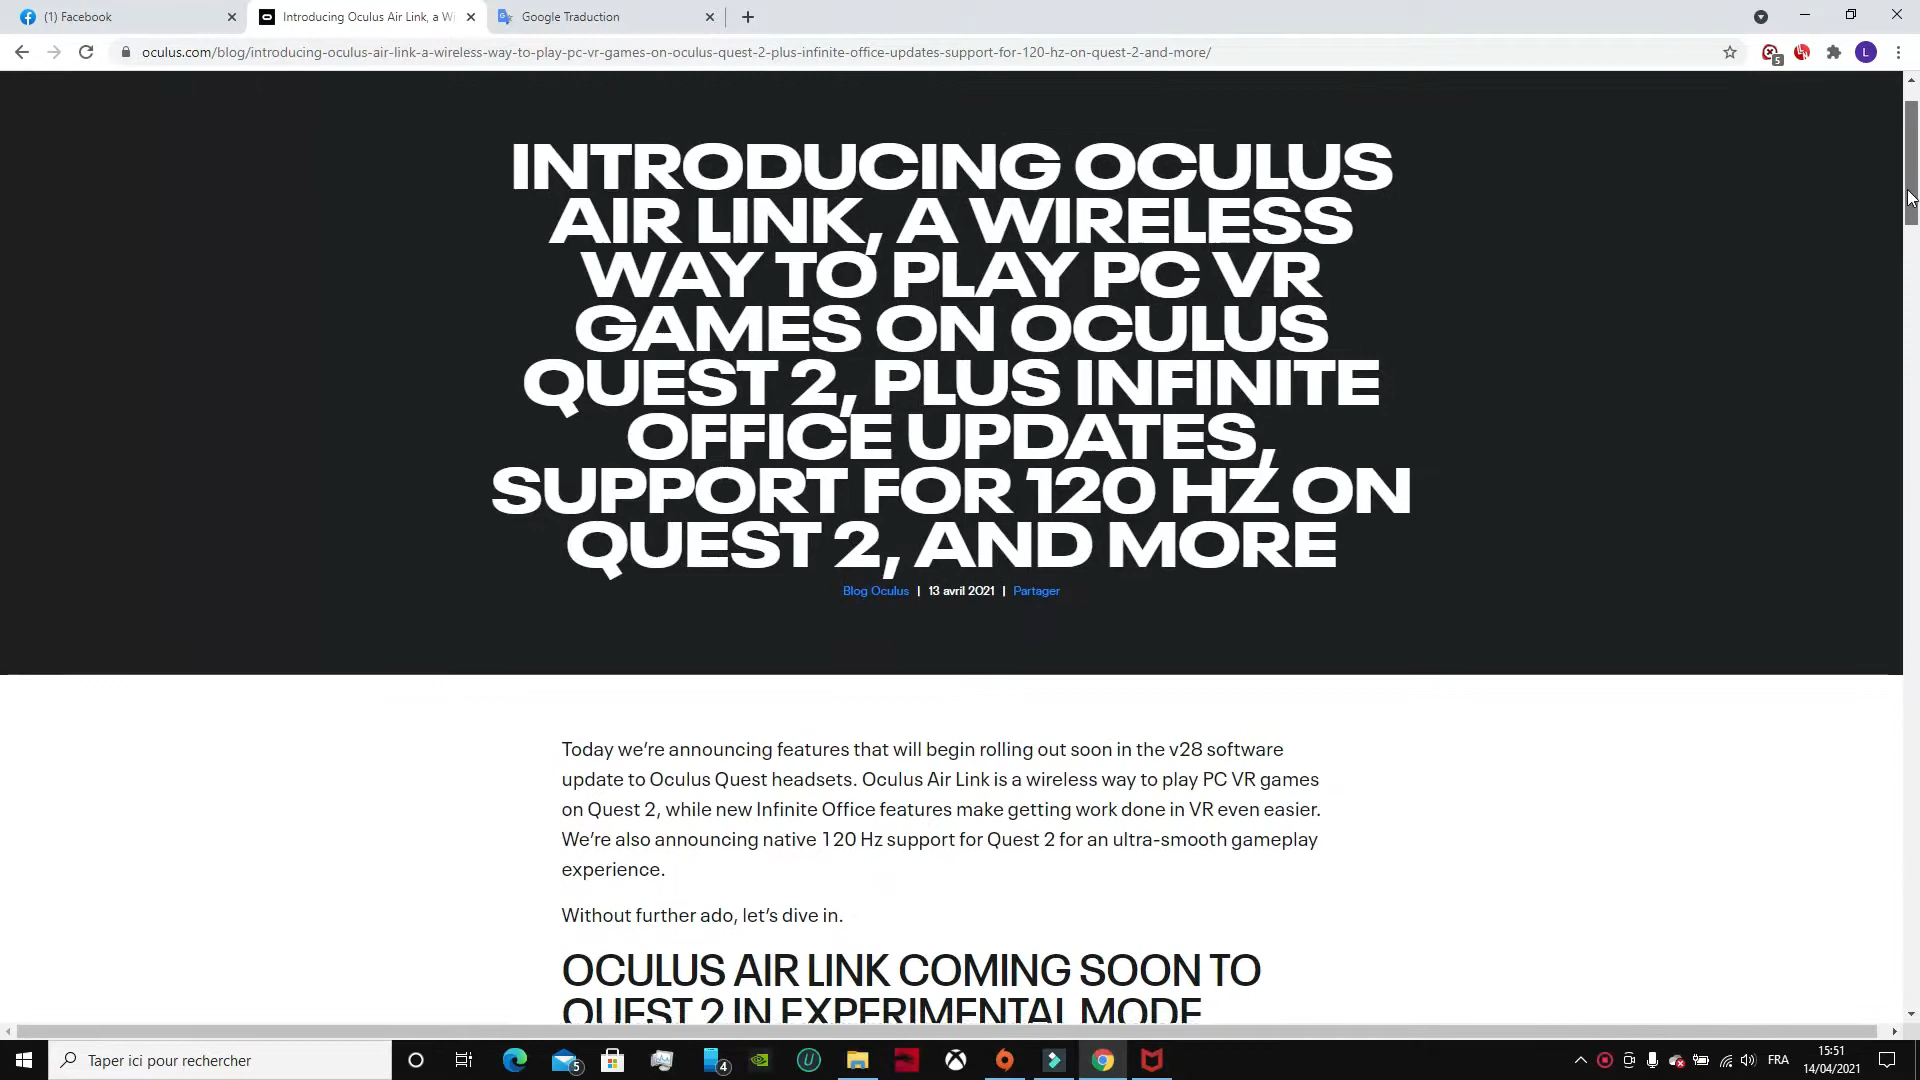 (1) Facebook
Introducing Oculus Air Link, a Wi
Google Traduction
oculus.com/blog/introducing-oculus-air-link-a-wireless-way-to-play-pc-vr-games-on-oculus-quest-2-plus-infinite-office-updates-support-for-120-hz-on-quest-2-and-more/
5
L
INTRODUCING OCULUS
AIR LINK, A WIRELESS
WAY TO PLAY PC VR
GAMES ON OCULUS
QUEST 2, PLUS INFINITE
OFFICE UPDATES,
SUPPORT FOR 120 HZ ON
QUEST 2, AND MORE
Blog Oculus | 13 avril 2021 | Partager
Today we’re announcing features that will begin rolling out soon in the v28 software
update to Oculus Quest headsets. Oculus Air Link is a wireless way to play PC VR games
on Quest 2, while new Infinite Office features make getting work done in VR even easier.
We’re also announcing native 120 Hz support for Quest 2 for an ultra-smooth gameplay
experience.
Without further ado, let’s dive in.
OCULUS AIR LINK COMING SOON TO
QUEST 2 IN EXPERIMENTAL MODE
Taper ici pour rechercher
5
4
FRA
15:51
14/04/2021